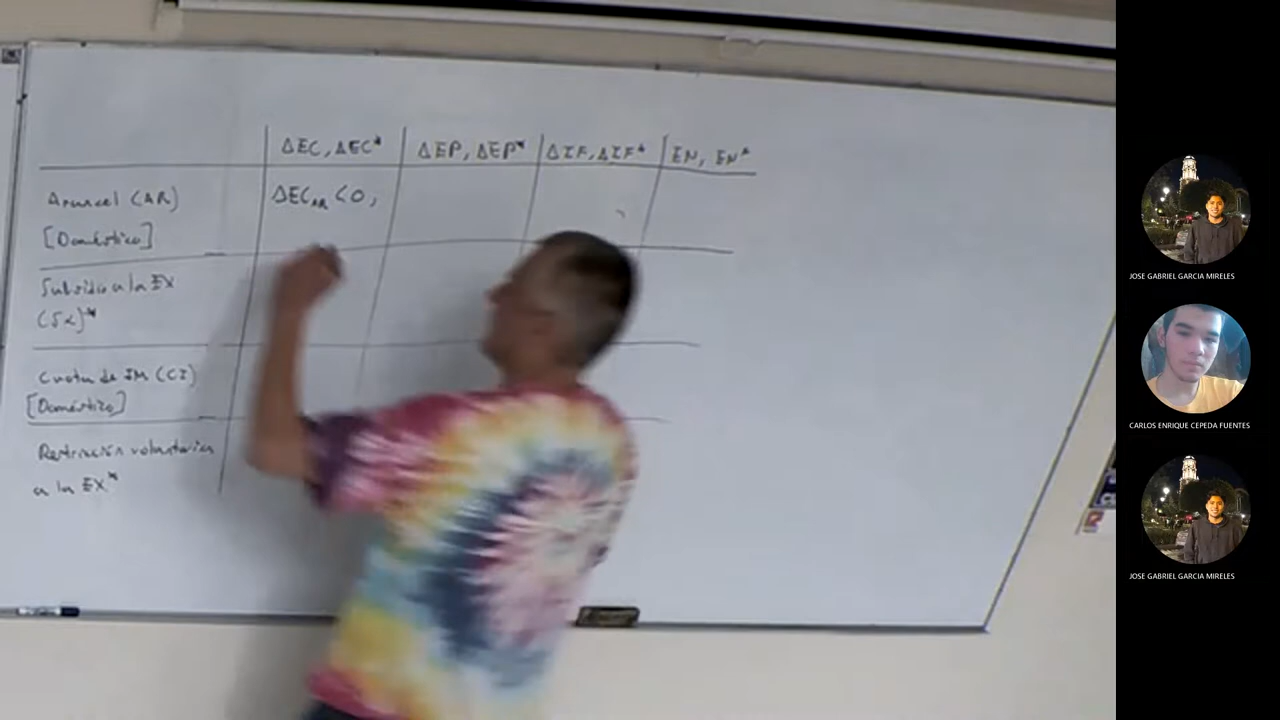 ΔEC, ΔEC* ΔEP, ΔEP* ΔIF, ΔIF* EN, EN*
Arancel (AR) ΔEC_AR < 0,
[Doméstico]
Subsidio a la EX
(Sx)*
Cuota de IM (CI)
[Doméstico]
Restricción voluntaria
a la EX*
JOSE GABRIEL GARCIA MIRELES
CARLOS ENRIQUE CEPEDA FUENTES
JOSE GABRIEL GARCIA MIRELES